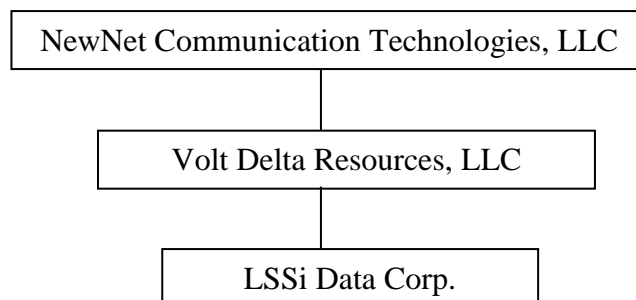 NewNet Communication Technologies, LLC
Volt Delta Resources, LLC
LSSi Data Corp.